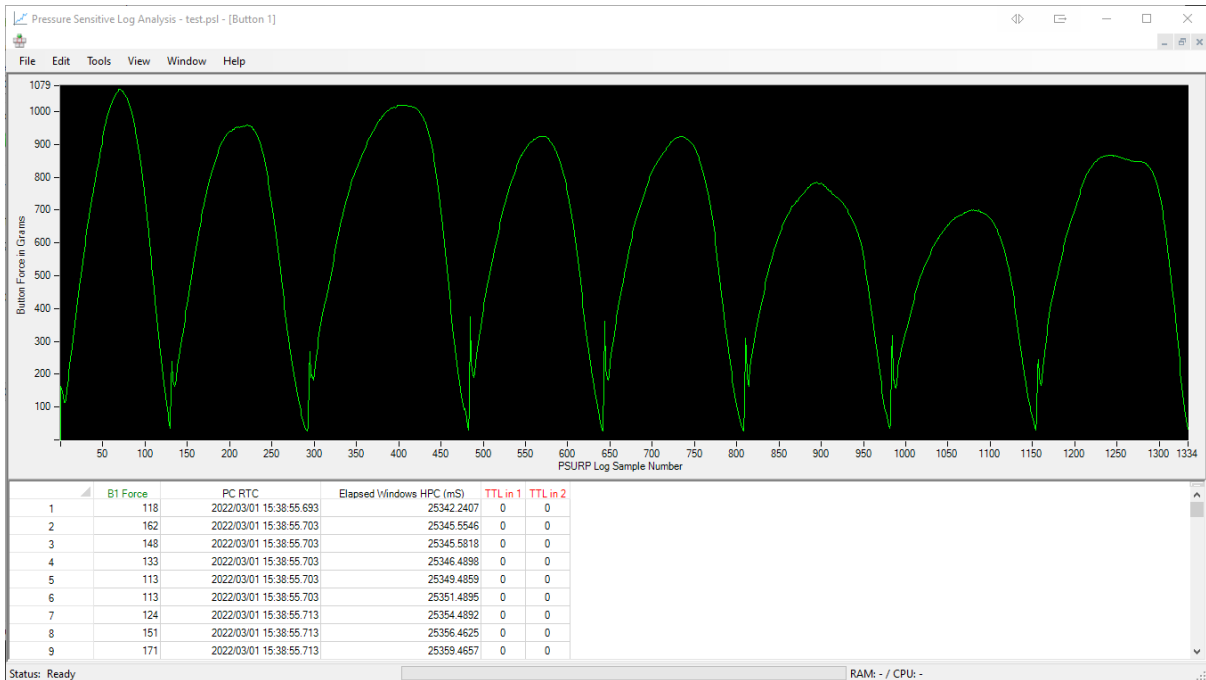 Pressure Sensitive Log Analysis - test.psl - [Button 1]
File Edit Tools View Window Help
1079
1000
900
800
700
600
500
400
300
200
100
Button Force in Grams
50 100 150 200 250 300 350 400 450 500 550 600 650 700 750 800 850 900 950 1000 1050 1100 1150 1200 1250 1300 1334
PSURP Log Sample Number
B1 Force PC RTC Elapsed Windows HPC (mS) TTL in 1 TTL in 2
1 118 2022/03/01 15:38:55.693 25342.2407 0 0
2 162 2022/03/01 15:38:55.703 25345.5546 0 0
3 148 2022/03/01 15:38:55.703 25345.5818 0 0
4 133 2022/03/01 15:38:55.703 25346.4898 0 0
5 113 2022/03/01 15:38:55.703 25349.4859 0 0
6 113 2022/03/01 15:38:55.703 25351.4895 0 0
7 124 2022/03/01 15:38:55.713 25354.4892 0 0
8 151 2022/03/01 15:38:55.713 25356.4625 0 0
9 171 2022/03/01 15:38:55.713 25359.4657 0 0
Status: Ready RAM: - / CPU: -